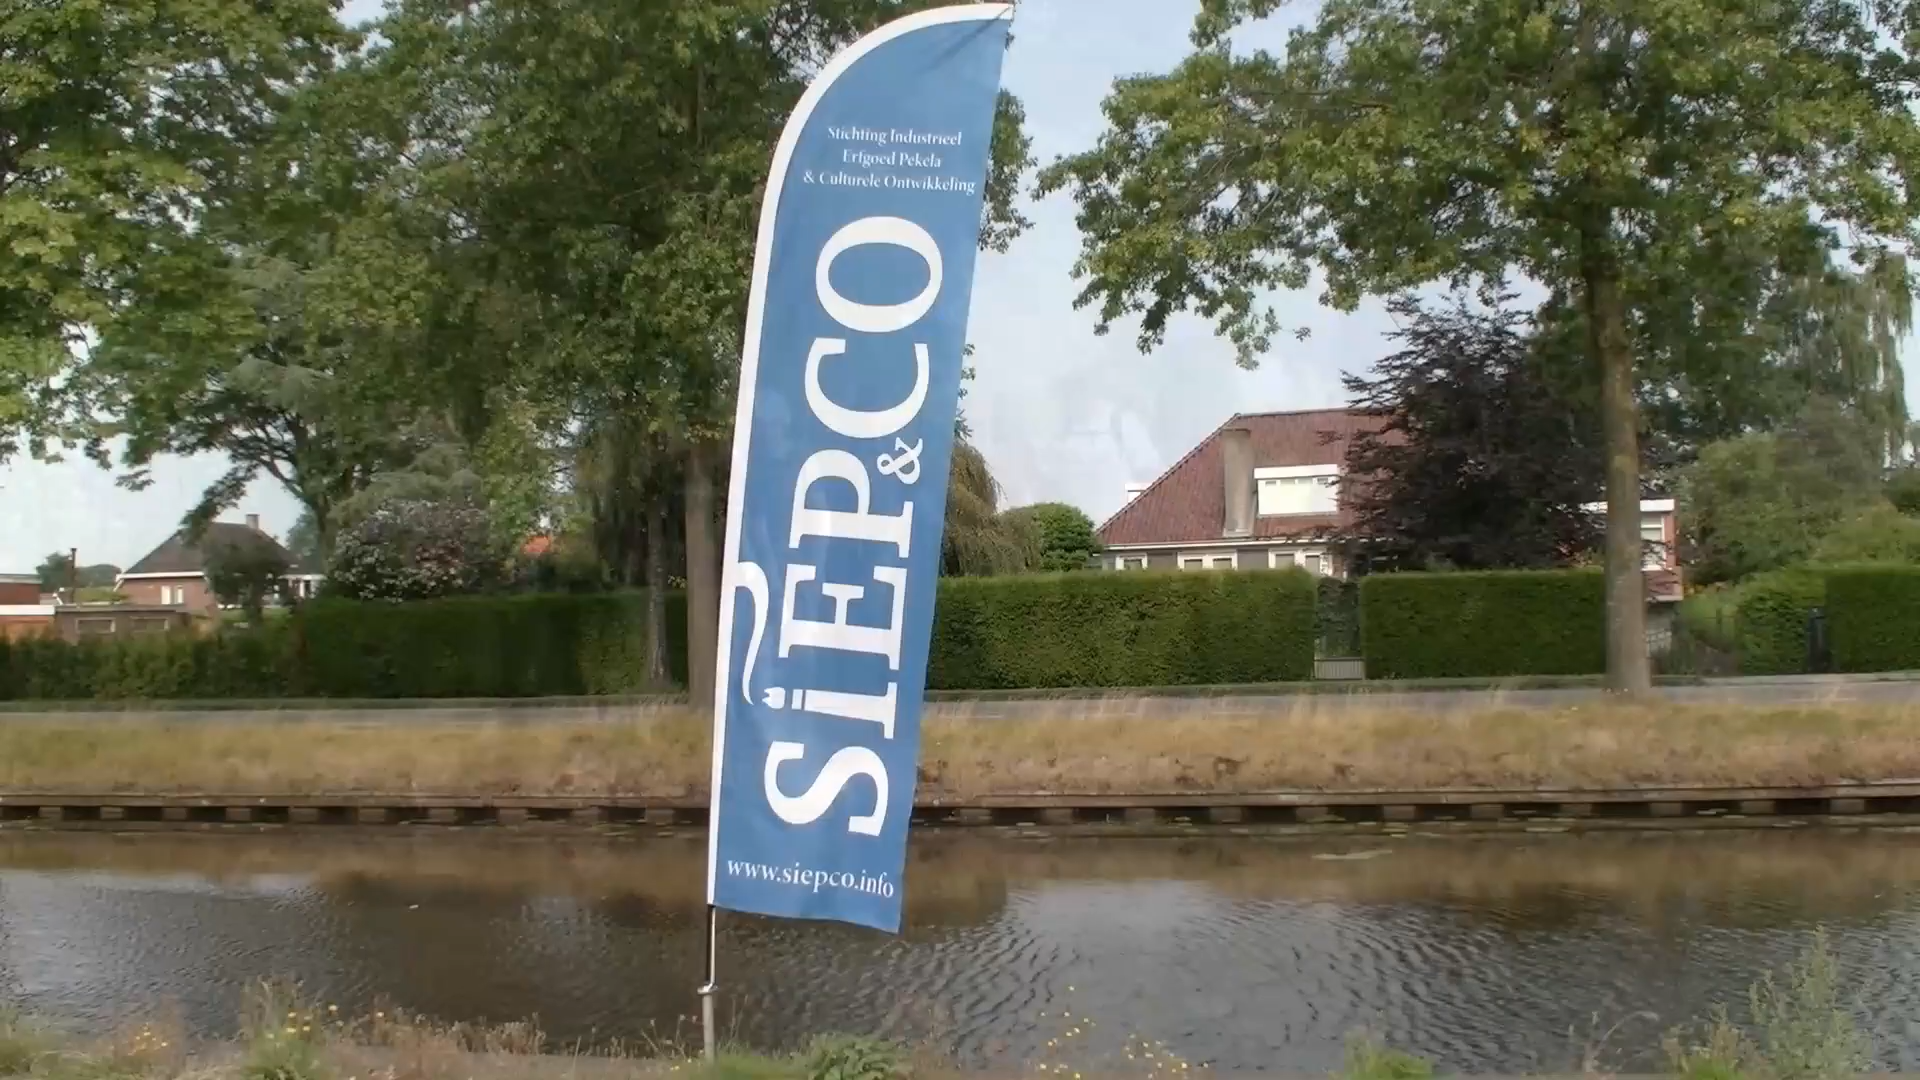 Stichting Industrieel
Erfgoed Pekela
& Culturele Ontwikkeling
SIEP&CO
www.siepco.info